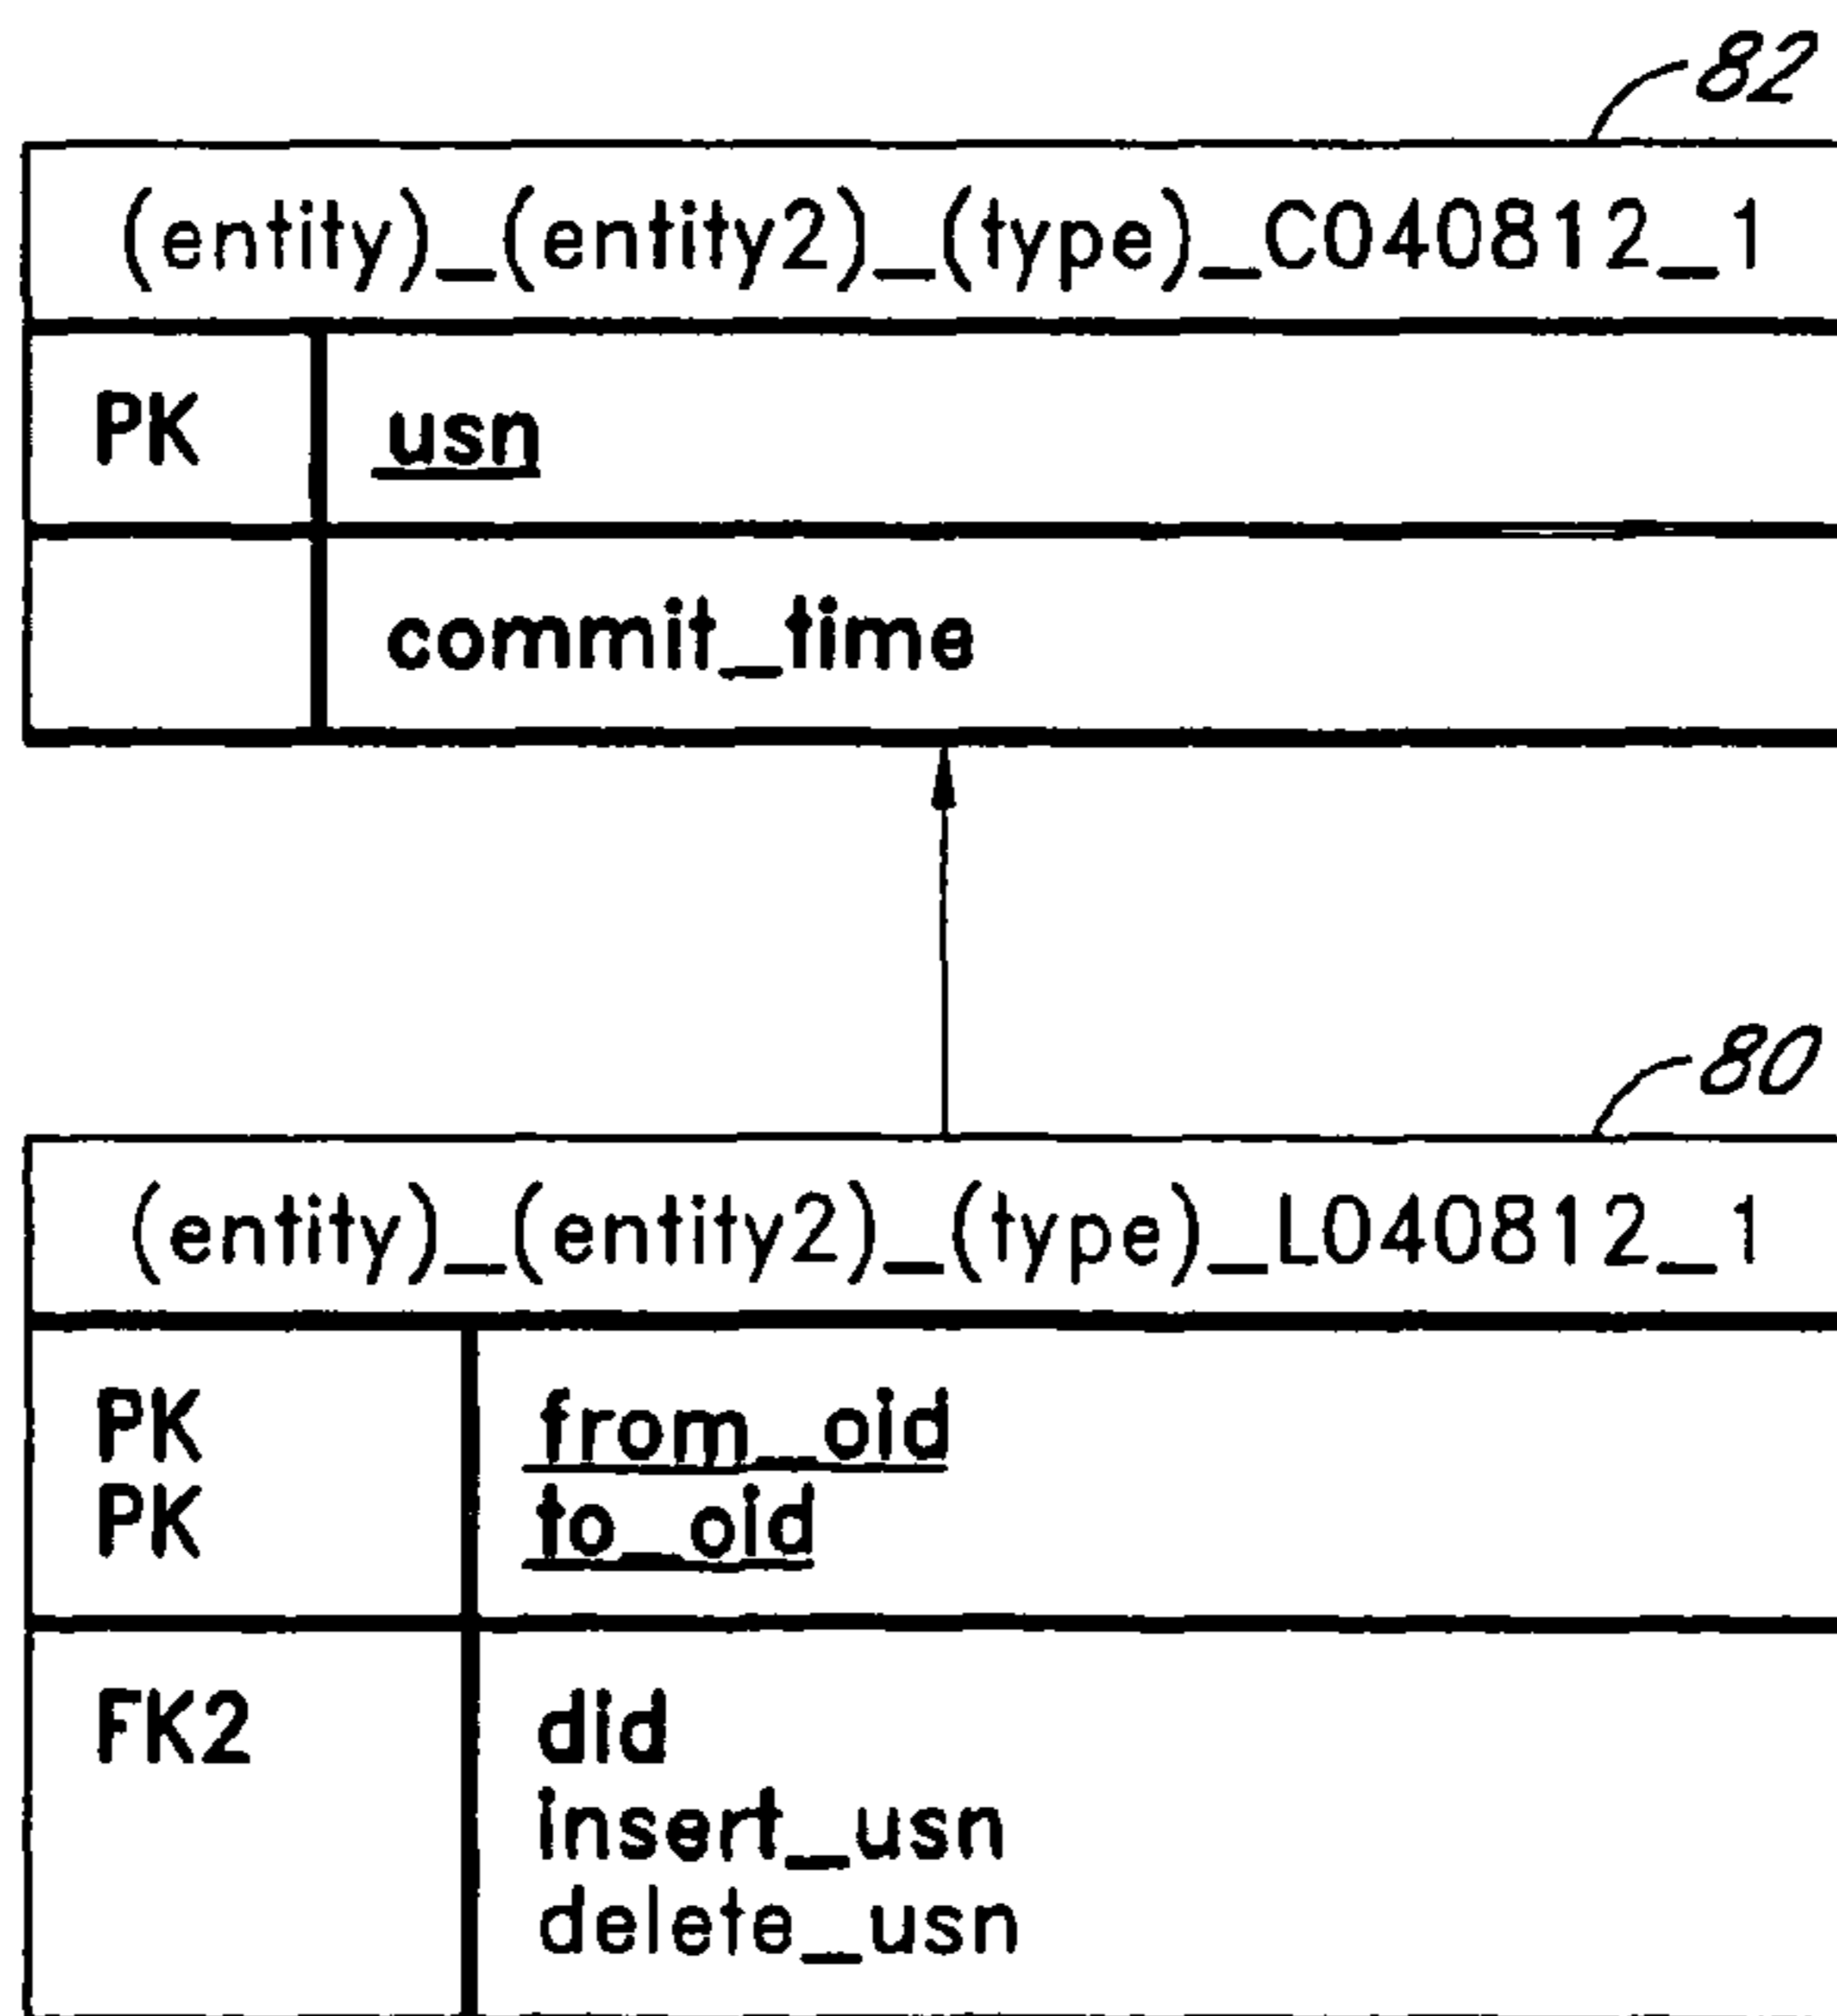 82
(entity)_(entity2)_(type)_C040812_1
PK usn
commit_time
80
(entity)_(entity2)_(type)_L040812_1
PK from_oid
PK to_oid
FK2 did
insert_usn
delete_usn